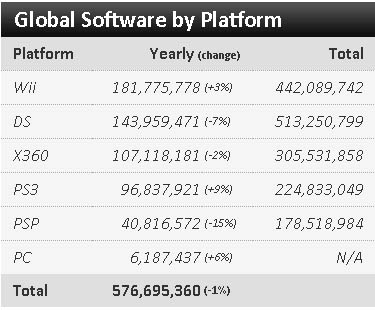 Global Software by Platform
Platform Yearly (change) Total
Wii 181,775,778 (+3%) 442,089,742
DS 143,959,471 (-7%) 513,250,799
X360 107,118,181 (-2%) 305,531,858
PS3 96,837,921 (+9%) 224,833,049
PSP 40,816,572 (-15%) 178,518,984
PC 6,187,437 (+6%) N/A
Total 576,695,360 (-1%)